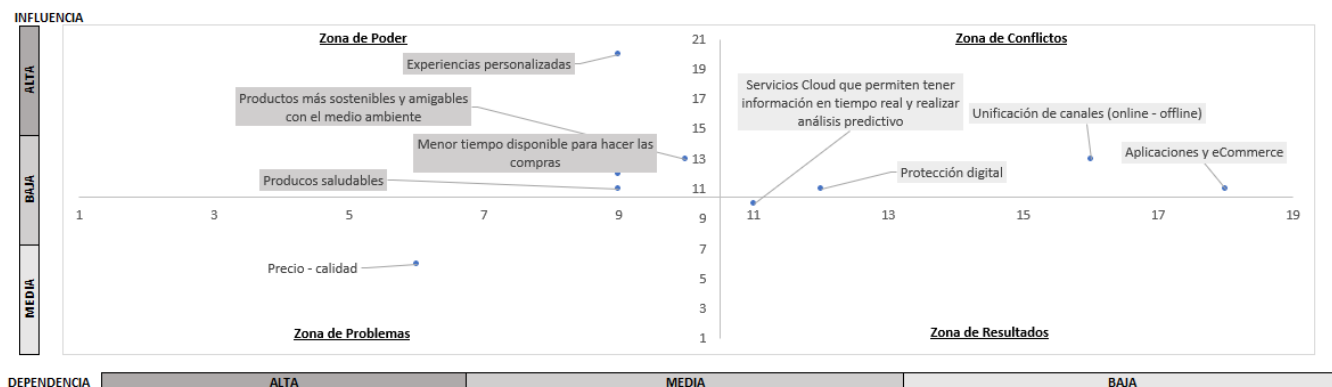 INFLUENCIA
ALTA
BAJA
MEDIA
Zona de Poder
Zona de Conflictos
Experiencias personalizadas
Productos más sostenibles y amigables
con el medio ambiente
Menor tiempo disponible para hacer las
compras
Producos saludables
Servicios Cloud que permiten tener
información en tiempo real y realizar
análisis predictivo
Unificación de canales (online - offline)
Aplicaciones y eCommerce
Protección digital
21
19
17
15
13
11
9
7
5
3
1
1 3 5 7 9 11 13 15 17 19
Precio - calidad
Zona de Problemas
Zona de Resultados
DEPENDENCIA
ALTA
MEDIA
BAJA